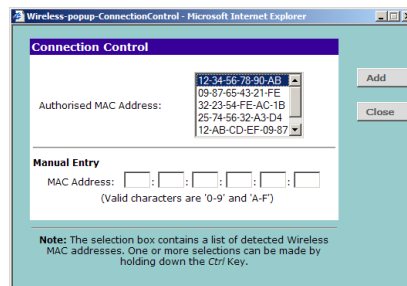 Wireless-popup-ConnectionControl - Microsoft Internet Explorer
Connection Control
Add
Close
Authorised MAC Address:
12-34-56-78-90-AB
09-87-65-43-21-FE
32-23-54-FE-AC-1B
25-74-56-32-A3-D4
12-AB-CD-EF-09-87
Manual Entry
MAC Address: : : : : :
(Valid characters are '0-9' and 'A-F')
Note: The selection box contains a list of detected Wireless
MAC addresses. One or more selections can be made by
holding down the Ctrl Key.